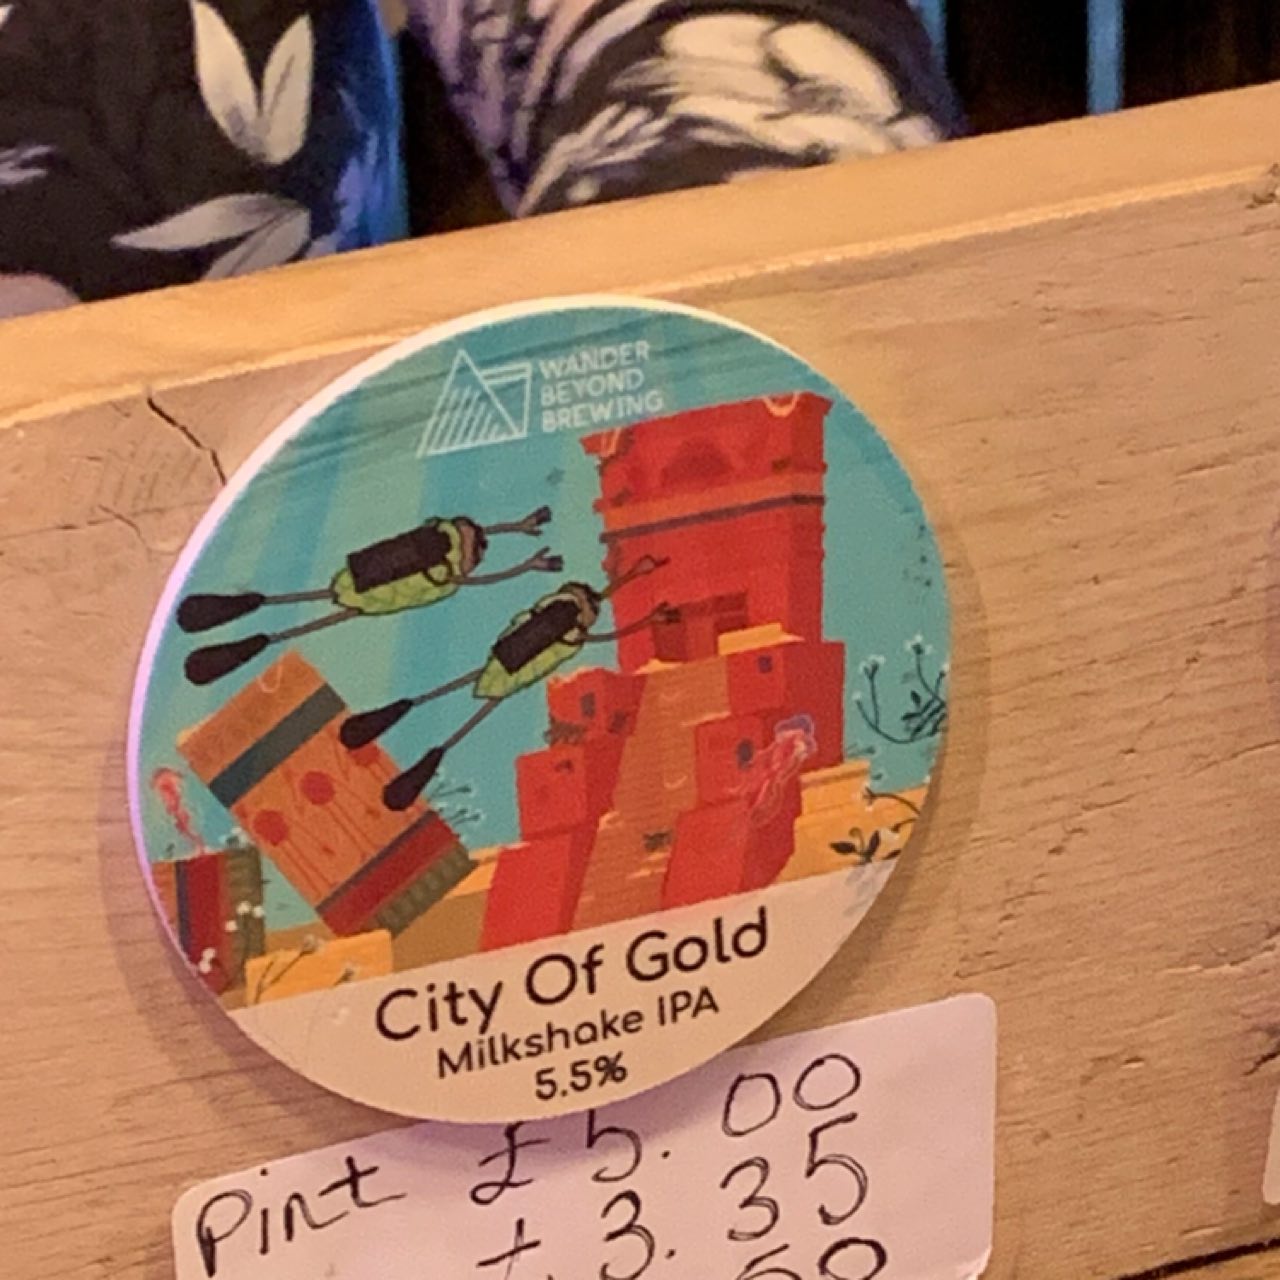 WANDER
BEYOND
BREWING
City Of Gold
Milkshake IPA
5.5%
Pint £5.00
£3.35